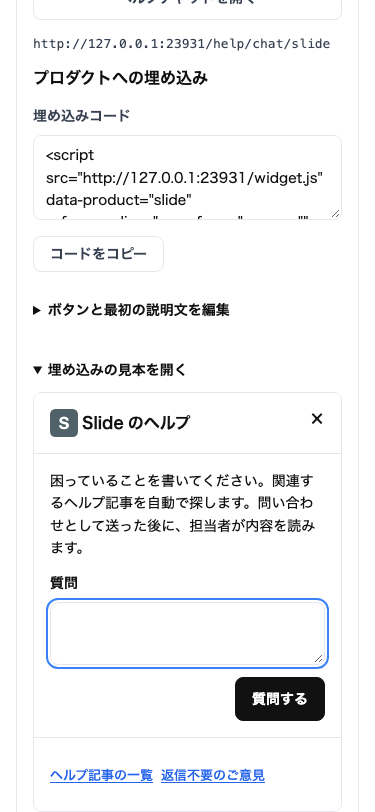 http://127.0.0.1:23931/help/chat/slide
プロダクトへの埋め込み
埋め込みコード
<script
src="http://127.0.0.1:23931/widget.js"
data-product="slide"
コードをコピー
▶ ボタンと最初の説明文を編集
▼ 埋め込みの見本を開く
S Slide のヘルプ ×
困っていることを書いてください。関連す
るヘルプ記事を自動で探します。問い合わ
せとして送った後に、担当者が内容を読み
ます。
質問
質問する
ヘルプ記事の一覧 返信不要のご意見